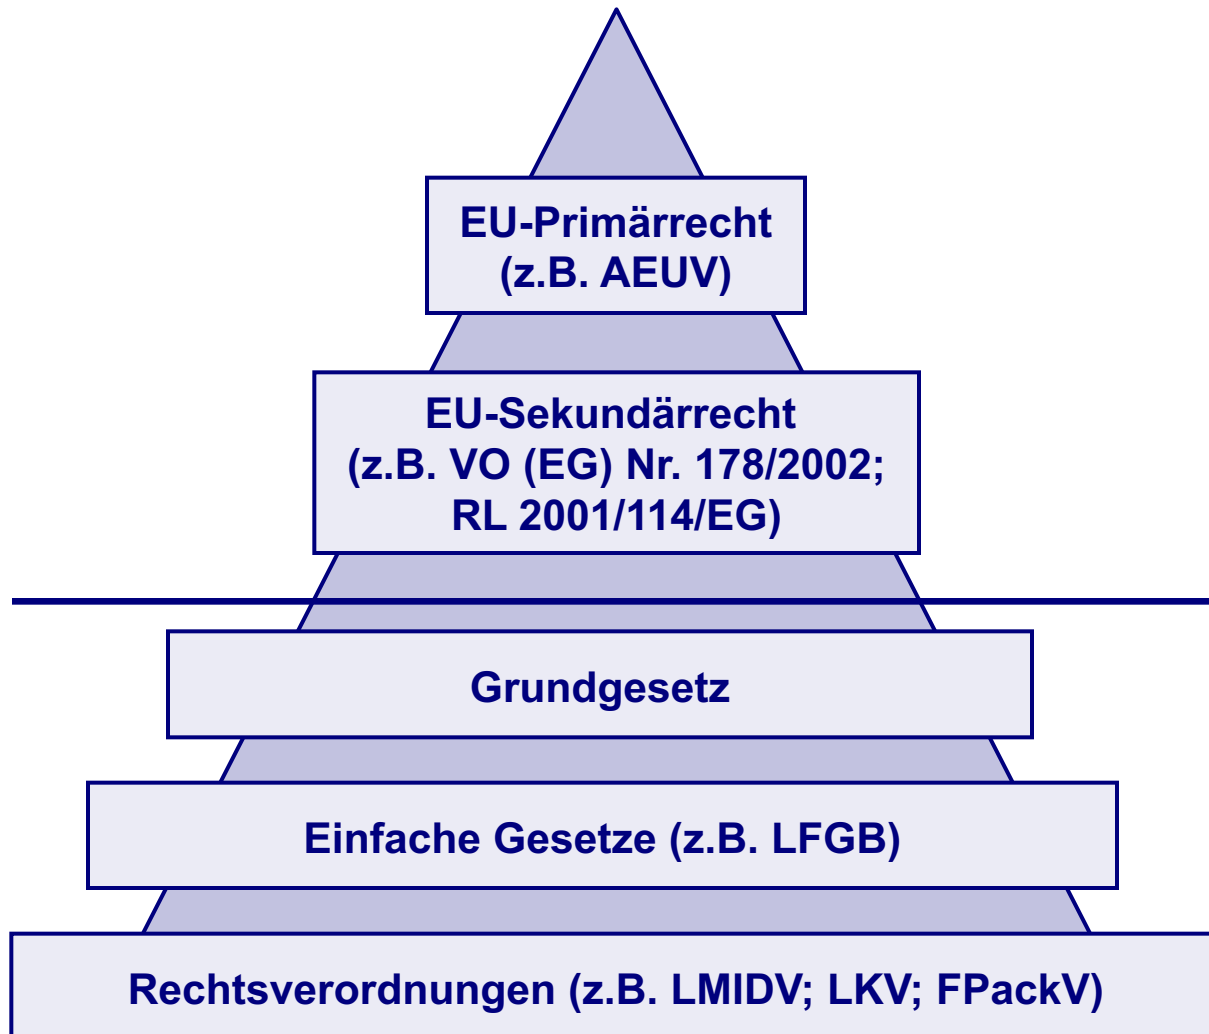 EU-Primärrecht
(z.B. AEUV)
EU-Sekundärrecht
(z.B. VO (EG) Nr. 178/2002;
RL 2001/114/EG)
Grundgesetz
Einfache Gesetze (z.B. LFGB)
Rechtsverordnungen (z.B. LMIDV; LKV; FPackV)